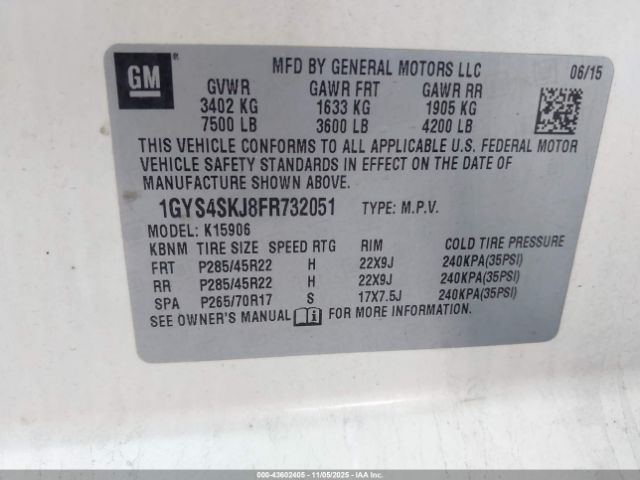 GM
MFD BY GENERAL MOTORS LLC 06/15
GVWR GAWR FRT GAWR RR
3402 KG 1633 KG 1905 KG
7500 LB 3600 LB 4200 LB
THIS VEHICLE CONFORMS TO ALL APPLICABLE U.S. FEDERAL MOTOR
VEHICLE SAFETY STANDARDS IN EFFECT ON THE DATE OF
MANUFACTURE SHOWN ABOVE.
1GYS4SKJ8FR732051 TYPE: M.P.V.
MODEL: K15906
KBNM TIRE SIZE SPEED RTG RIM COLD TIRE PRESSURE
FRT P285/45R22 H 22X9J 240KPA(35PSI)
RR P285/45R22 H 22X9J 240KPA(35PSI)
SPA P265/70R17 S 17X7.5J 240KPA(35PSI)
SEE OWNER'S MANUAL FOR MORE INFORMATION.
© - 43602405 - 11/05/2025 - IAAI.COM